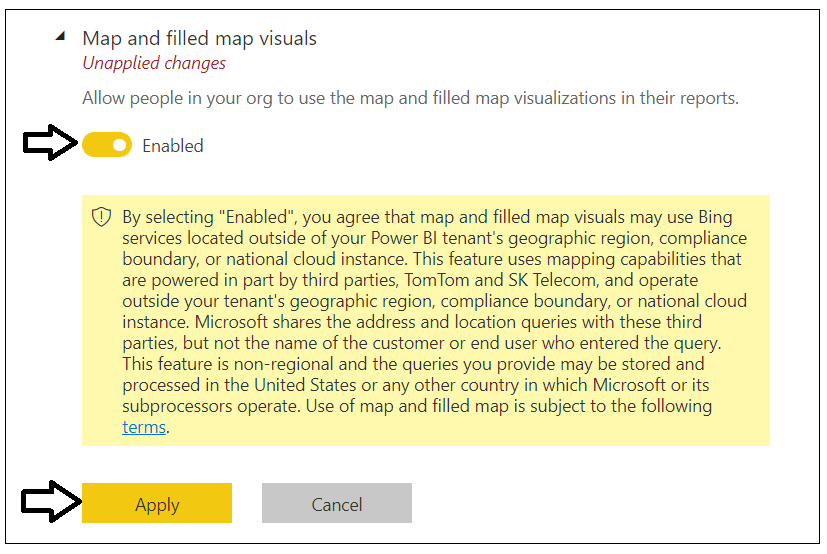 Map and filled map visuals
Unapplied changes
Allow people in your org to use the map and filled map visualizations in their reports.
Enabled
By selecting "Enabled", you agree that map and filled map visuals may use Bing
services located outside of your Power BI tenant's geographic region, compliance
boundary, or national cloud instance. This feature uses mapping capabilities that
are powered in part by third parties, TomTom and SK Telecom, and operate
outside your tenant's geographic region, compliance boundary, or national cloud
instance. Microsoft shares the address and location queries with these third
parties, but not the name of the customer or end user who entered the query.
This feature is non-regional and the queries you provide may be stored and
processed in the United States or any other country in which Microsoft or its
subprocessors operate. Use of map and filled map is subject to the following
terms.
Apply Cancel